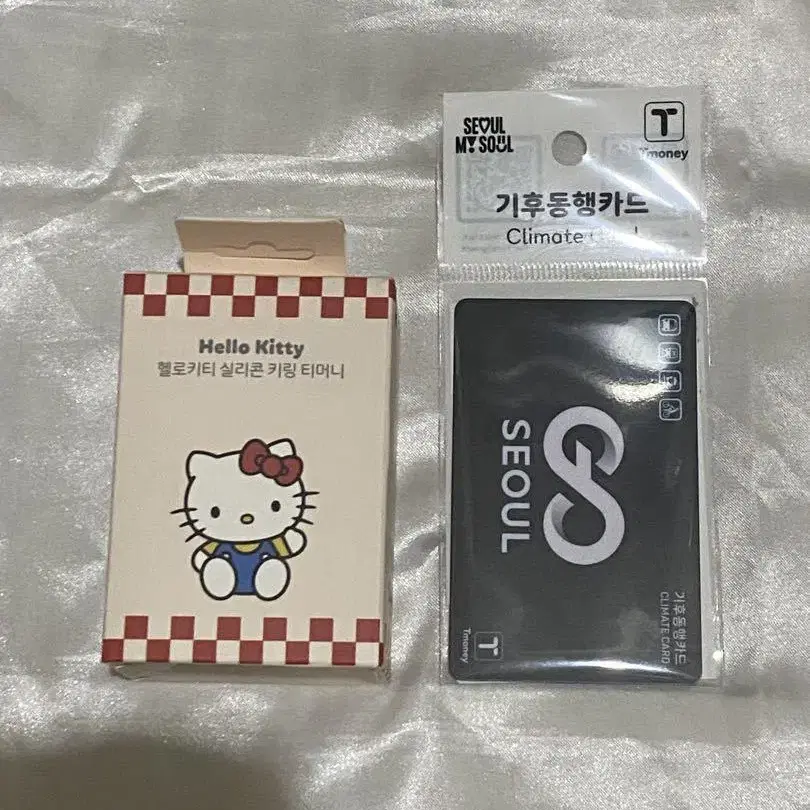 Hello Kitty
헬로키티 실리콘 키링 티머니
SEOUL
MY SOUL
T
Tmoney
기후동행카드
Climate
GO
SEOUL
기후동행카드
CLIMATE CARD
T
Tmoney